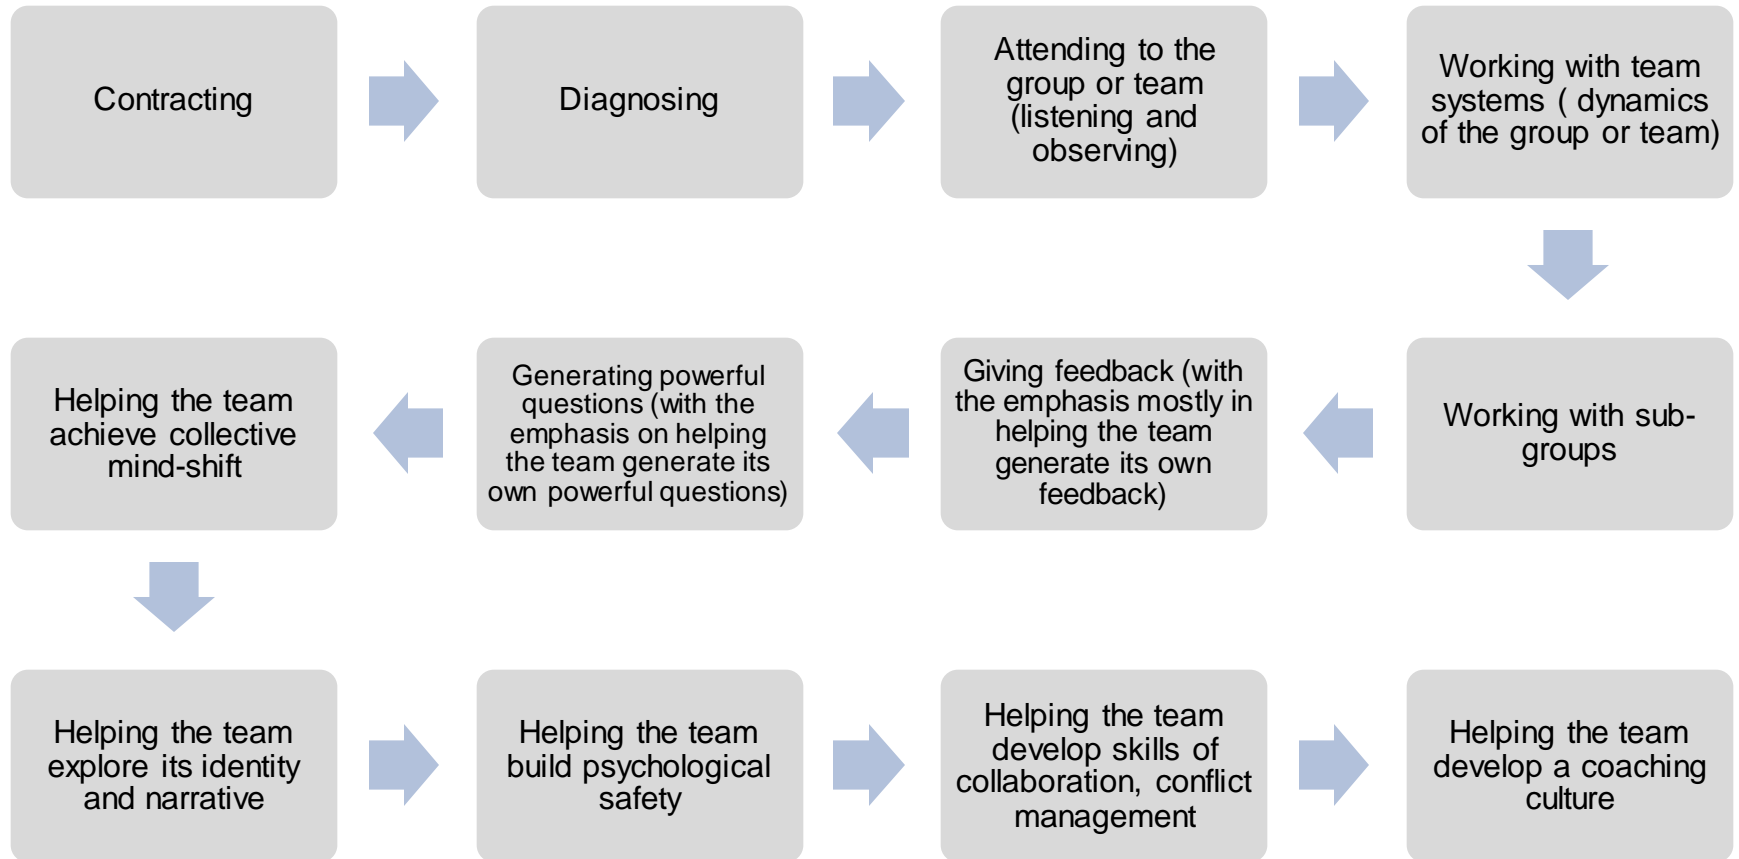 Contracting
Diagnosing
Attending to the
group or team
(listening and
observing)
Working with team
systems ( dynamics
of the group or team)
Working with sub-
groups
Giving feedback (with
the emphasis mostly in
helping the team
generate its own
feedback)
Generating powerful
questions (with the
emphasis on helping
the team generate its
own powerful questions)
Helping the team
achieve collective
mind-shift
Helping the team
explore its identity
and narrative
Helping the team
build psychological
safety
Helping the team
develop skills of
collaboration, conflict
management
Helping the team
develop a coaching
culture